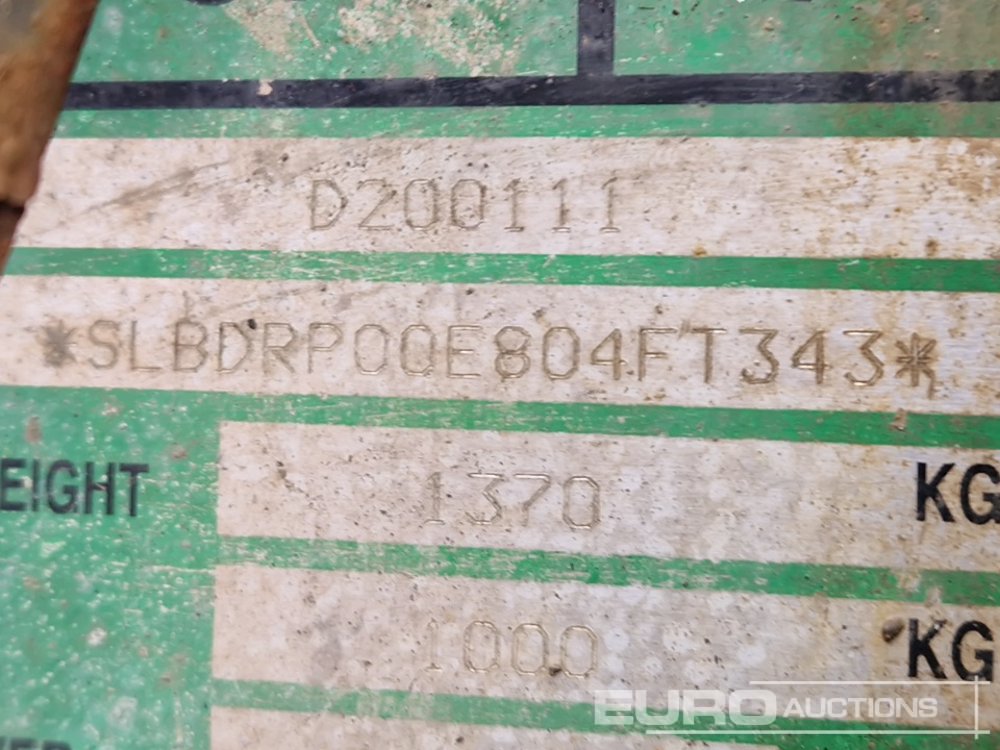 D200111
*SLBDRP00E804FT343*
EIGHT 1370 KG
1000 KG
EURO AUCTIONS